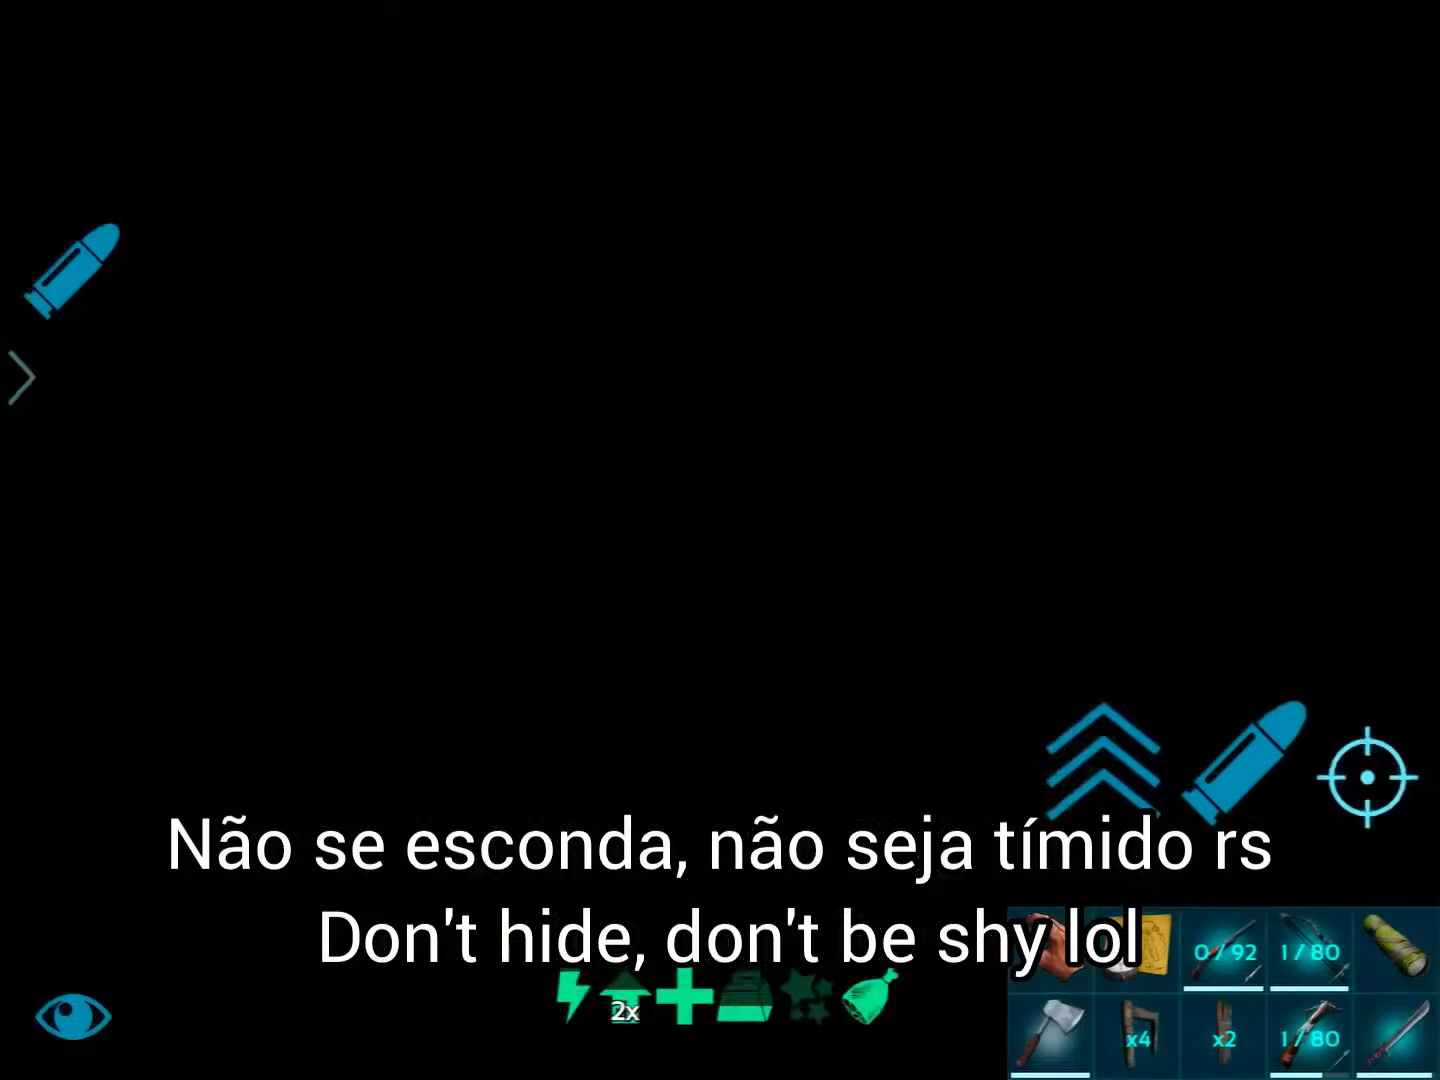 Não se esconda, não seja tímido rs
Don't hide, don't be shy lol
0 / 92
1 / 80
2x
x4
x2
1 / 80